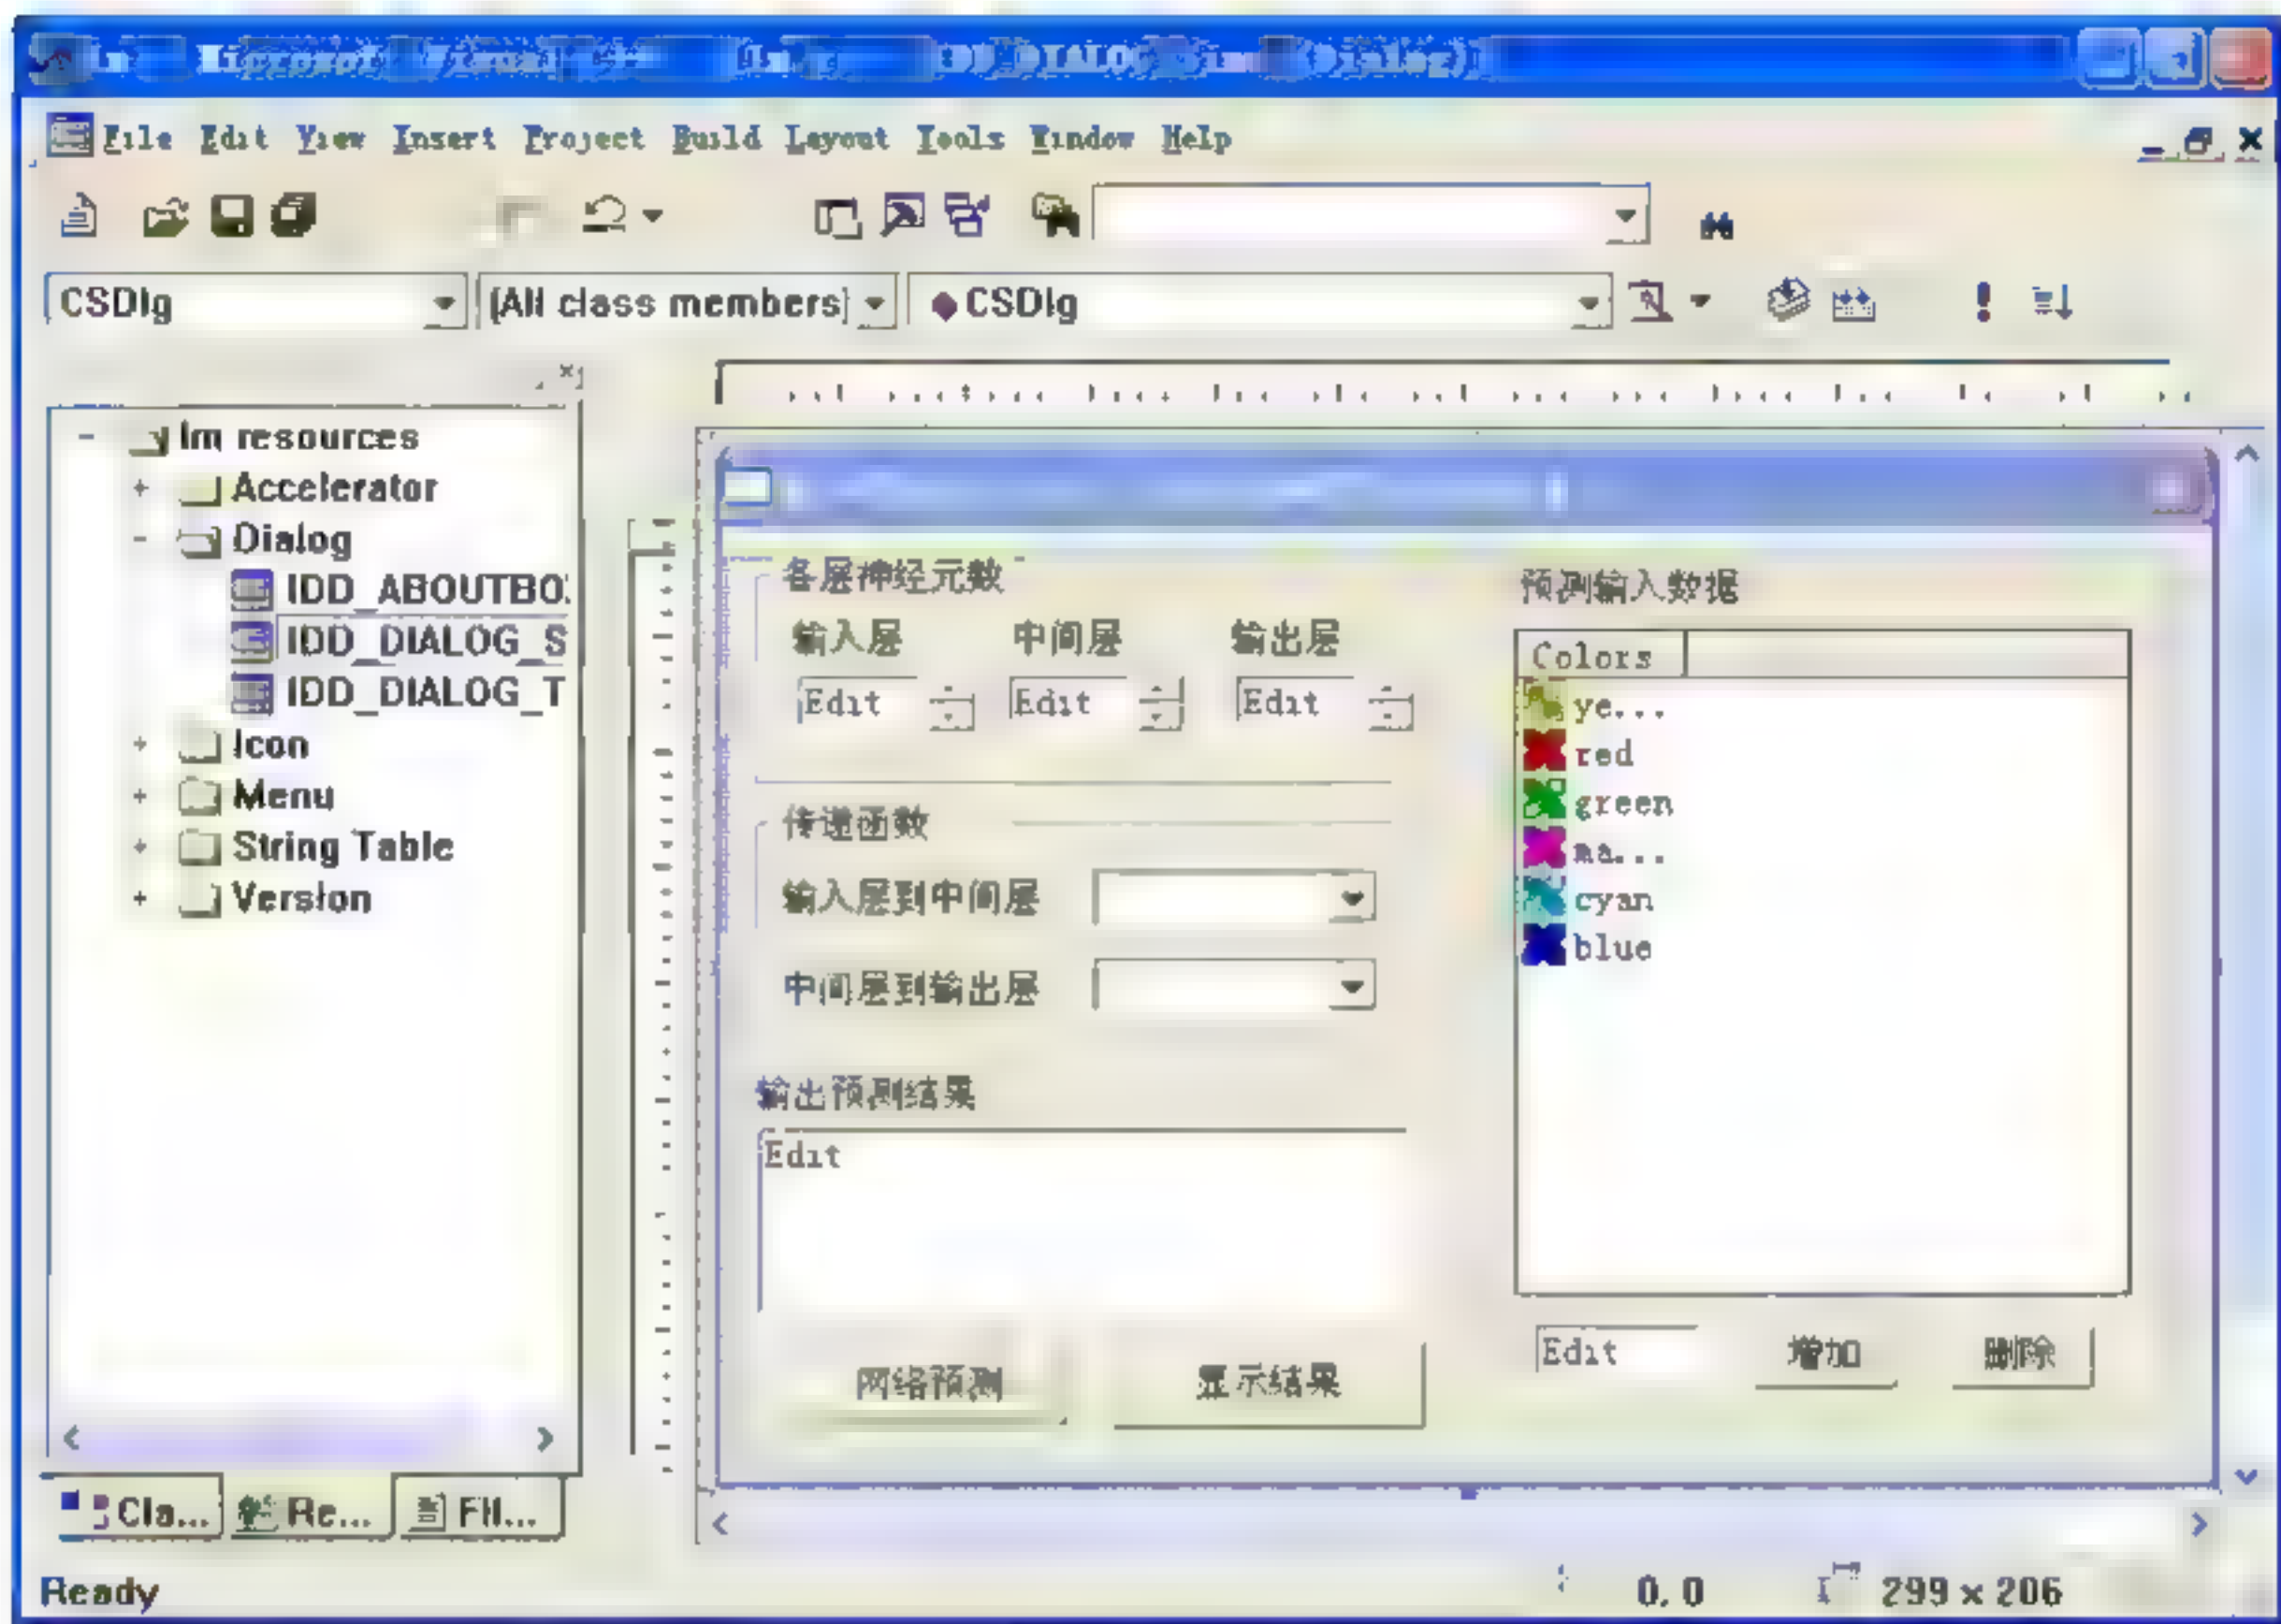 Microsoft Visual
File Edit View Insert Project Build Layout Tools Window Help
CSDlg (All class members) CSDlg
Im resources
Accelerator
Dialog
IDD_ABOUTBO
IDD_DIALOG_S
IDD_DIALOG_T
Icon
Menu
String Table
Version
Cla... Re... Fil...
各层神经元数
输入层 中间层 输出层
Edit Edit Edit
传递函数
输入层到中间层
中间层到输出层
输出预测结果
Edit
网络预测 显示结果
预测输入数据
Colors
ye...
red
green
ma...
cyan
blue
Edit 增加 删除
Ready 0, 0 299 × 206